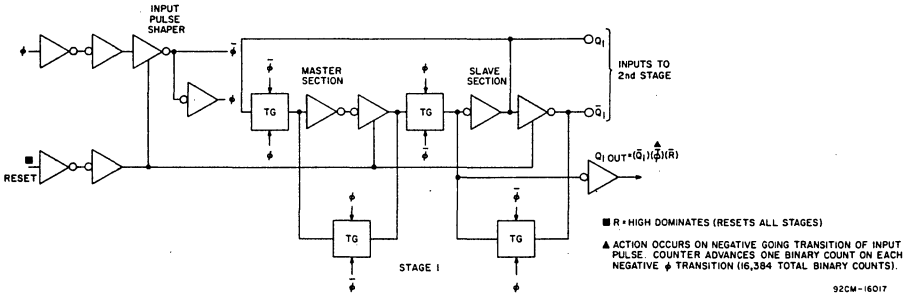 INPUT
PULSE
SHAPER
ϕ
ϕ̄
ϕ
RESET
ϕ̄
TG
ϕ
MASTER
SECTION
ϕ
TG
ϕ̄
SLAVE
SECTION
Q1
Q̄1
INPUTS TO
2nd STAGE
Q1 OUT=(Q̄1)(ϕ̄)(R̄)
ϕ
TG
ϕ̄
ϕ̄
TG
ϕ
STAGE 1
■ R = HIGH DOMINATES (RESETS ALL STAGES)
▲ ACTION OCCURS ON NEGATIVE GOING TRANSITION OF INPUT
PULSE. COUNTER ADVANCES ONE BINARY COUNT ON EACH
NEGATIVE ϕ TRANSITION (16,384 TOTAL BINARY COUNTS).
92CM-16017